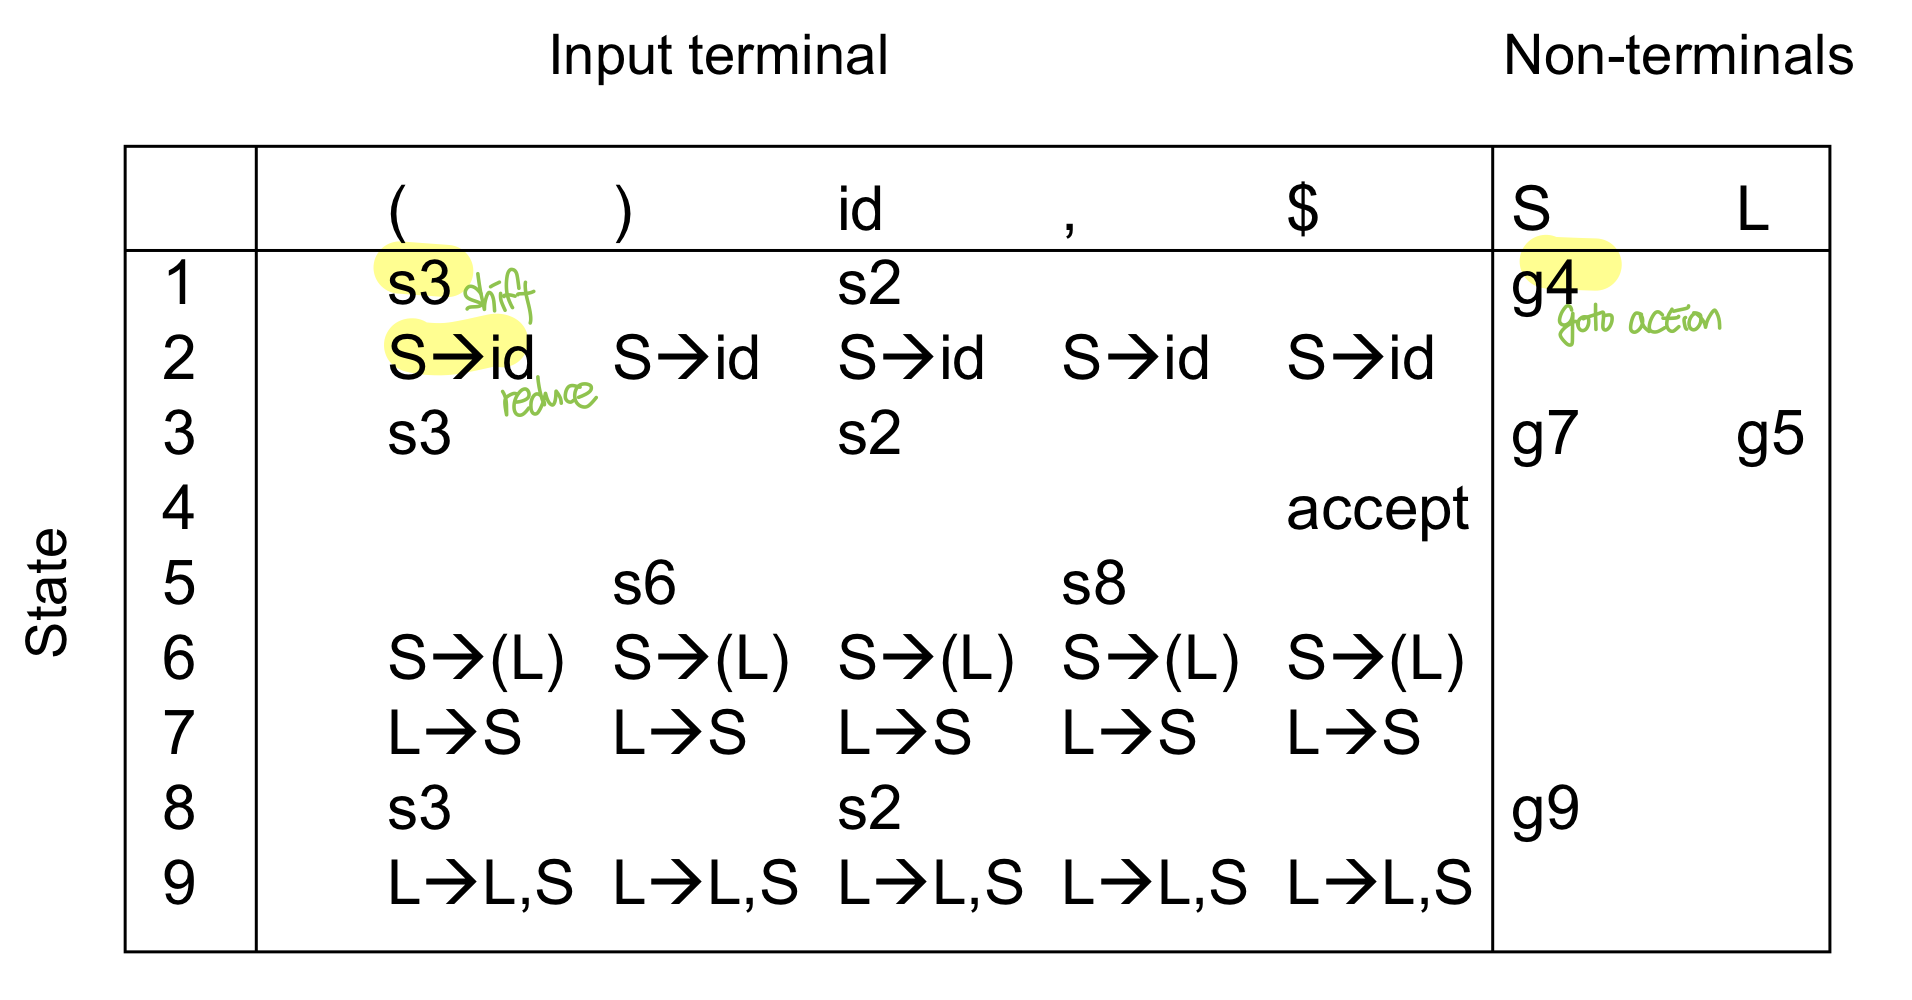 Input terminal Non-terminals
( ) id , $ S L
1 s3 shift s2 g4
goto action
2 S→id S→id S→id S→id S→id
reduce
3 s3 s2 g7 g5
4 accept
5 s6 s8
6 S→(L) S→(L) S→(L) S→(L) S→(L)
7 L→S L→S L→S L→S L→S
8 s3 s2 g9
9 L→L,S L→L,S L→L,S L→L,S L→L,S
State